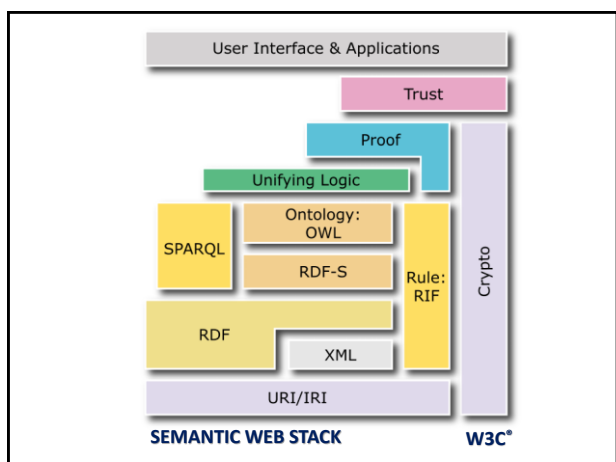 User Interface & Applications
Trust
Proof
Unifying Logic
Ontology:
OWL
SPARQL
RDF-S
Rule:
RIF
Crypto
RDF
XML
URI/IRI
SEMANTIC WEB STACK
W3C®